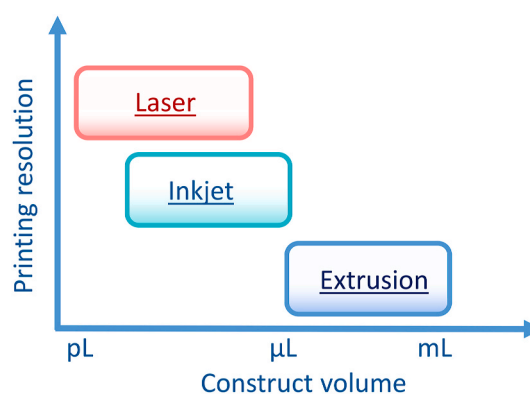 Printing resolution
Laser
Inkjet
Extrusion
pL μL mL
Construct volume